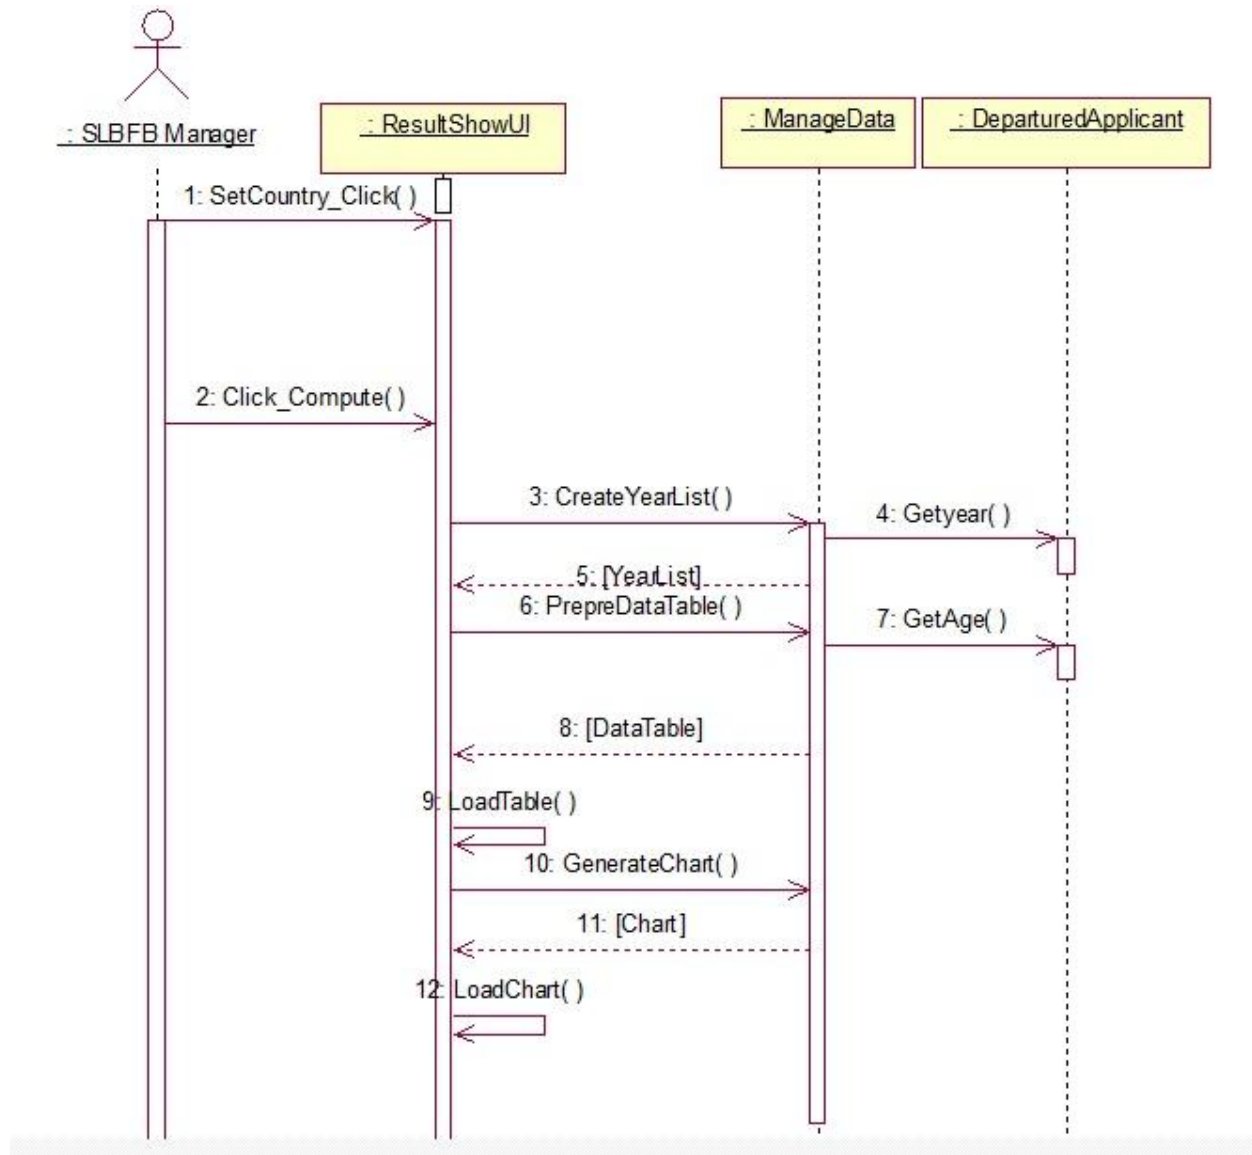 : SLBFB Manager
: ResultShowUI
: ManageData
: DeparturedApplicant
1: SetCountry_Click( )
2: Click_Compute( )
3: CreateYearList( )
4: Getyear( )
5: [YearList]
6: PrepreDataTable( )
7: GetAge( )
8: [DataTable]
9: LoadTable( )
10: GenerateChart( )
11: [Chart]
12: LoadChart( )